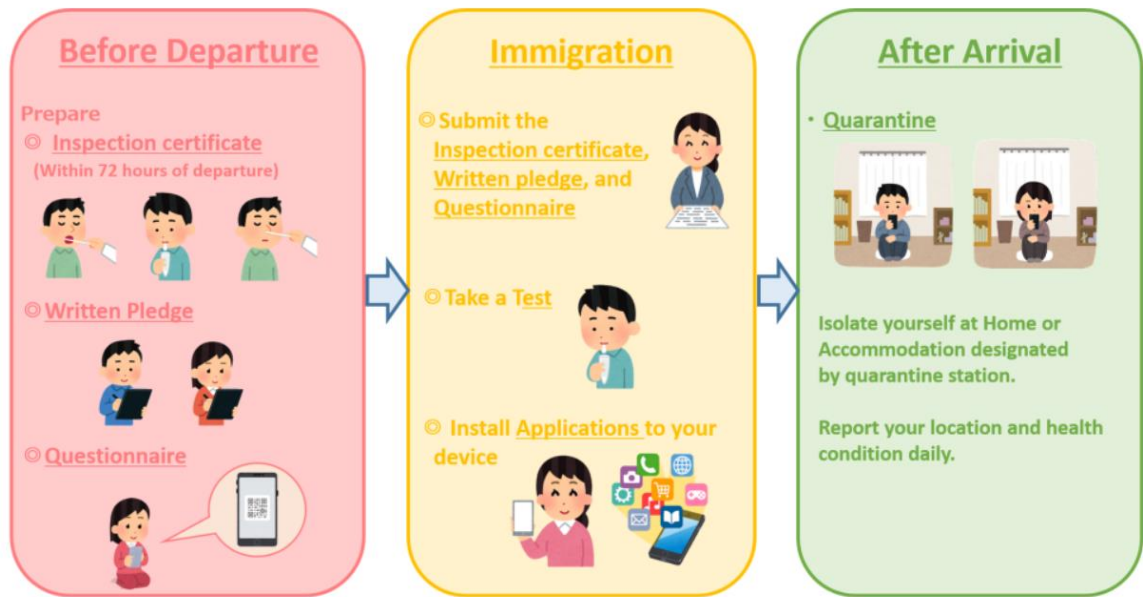 Before Departure
Prepare
◎ Inspection certificate
(Within 72 hours of departure)
◎ Written Pledge
◎ Questionnaire
Immigration
◎ Submit the
Inspection certificate,
Written pledge, and
Questionnaire
◎ Take a Test
◎ Install Applications to your
device
After Arrival
・ Quarantine
Isolate yourself at Home or
Accommodation designated
by quarantine station.
Report your location and health
condition daily.